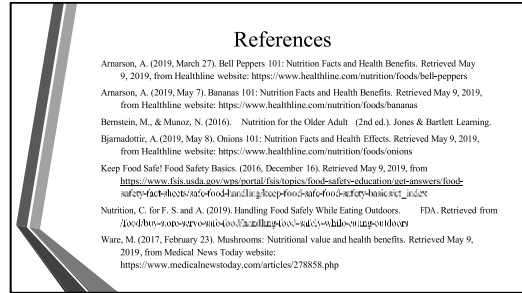 References
Arnarson, A. (2019, March 27). Bell Peppers 101: Nutrition Facts and Health Benefits. Retrieved May
9, 2019, from Healthline website: https://www.healthline.com/nutrition/foods/bell-peppers
Arnarson, A. (2019, May 7). Bananas 101: Nutrition Facts and Health Benefits. Retrieved May 9, 2019,
from Healthline website: https://www.healthline.com/nutrition/foods/bananas
Bernstein, M., & Munoz, N. (2016). Nutrition for the Older Adult (2nd ed.). Jones & Bartlett Learning.
Bjarnadottir, A. (2019, May 8). Onions 101: Nutrition Facts and Health Effects. Retrieved May 9, 2019,
from Healthline website: https://www.healthline.com/nutrition/foods/onions
Keep Food Safe! Food Safety Basics. (2016, December 16). Retrieved May 9, 2019, from
https://www.fsis.usda.gov/wps/portal/fsis/topics/food-safety-education/get-answers/food-
Nutrition, C. for F. S. and A. (2019). Handling Food Safely While Eating Outdoors. FDA. Retrieved from
Ware, M. (2017, February 23). Mushrooms: Nutritional value and health benefits. Retrieved May 9,
2019, from Medical News Today website:
https://www.medicalnewstoday.com/articles/278858.php